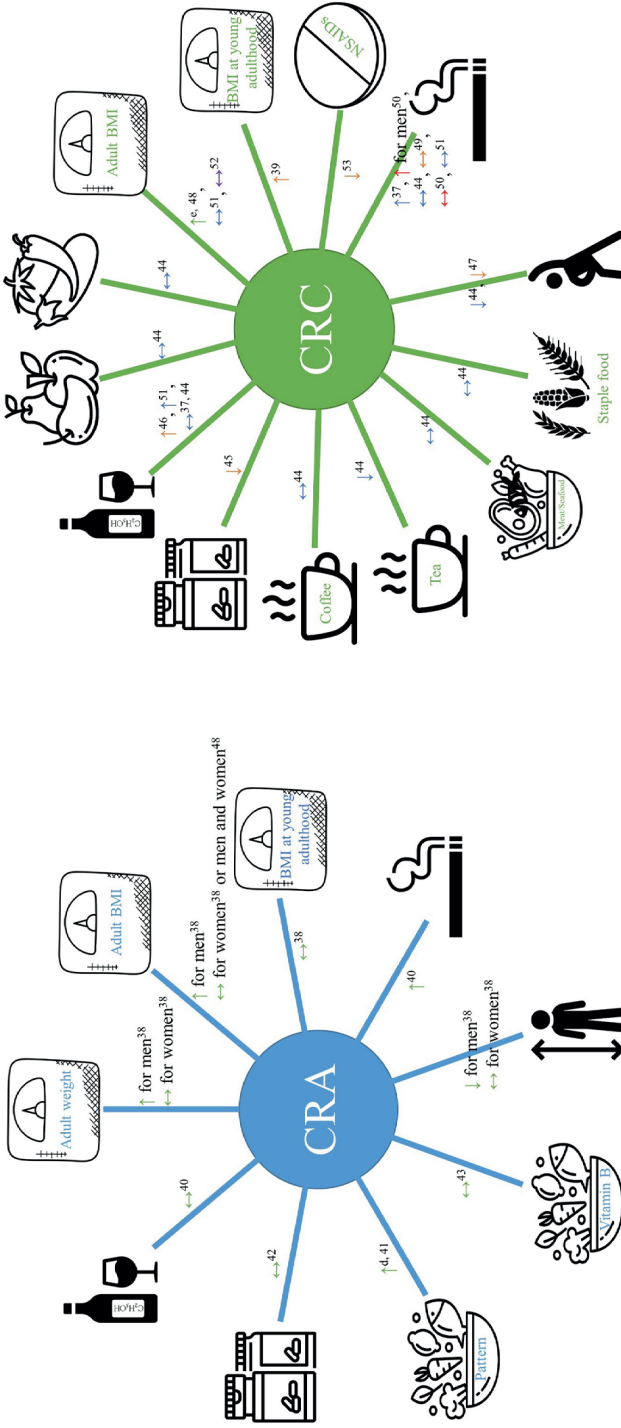 Adult weight
Adult BMI
↑ for men³⁸
↔ for women³⁸
↑ for men³⁸
↔ for women³⁸ or men and women⁴⁸
BMI at young
adulthood
↔³⁸
C₂H₅OH
↔⁴⁰
↔⁴²
CRA
↑⁴⁰
↑ᵈ, ⁴¹
↔⁴³
↓ for men³⁸
↔ for women³⁸
Pattern
Vitamin B
Adult BMI
↑ᵉ, ⁴⁸,
↔⁵¹, ↔⁵²
BMI at young
adulthood
↑³⁹
NSAIDs
↓⁵³
↔⁴⁴
↔⁴⁴
C₂H₅OH
↑⁴⁶, ↑⁵¹,
↔³⁷, ⁴⁴
↓⁴⁵
CRC
Coffee
↔⁴⁴
Tea
↓⁴⁴
↑³⁷, ↑ for men⁵⁰,
↔⁴⁴, ↔⁴⁹,
↔⁵⁰, ↔⁵¹
↓⁴⁴, ↓⁴⁷
↔⁴⁴
↔⁴⁴
Meat/Seafood
Staple food